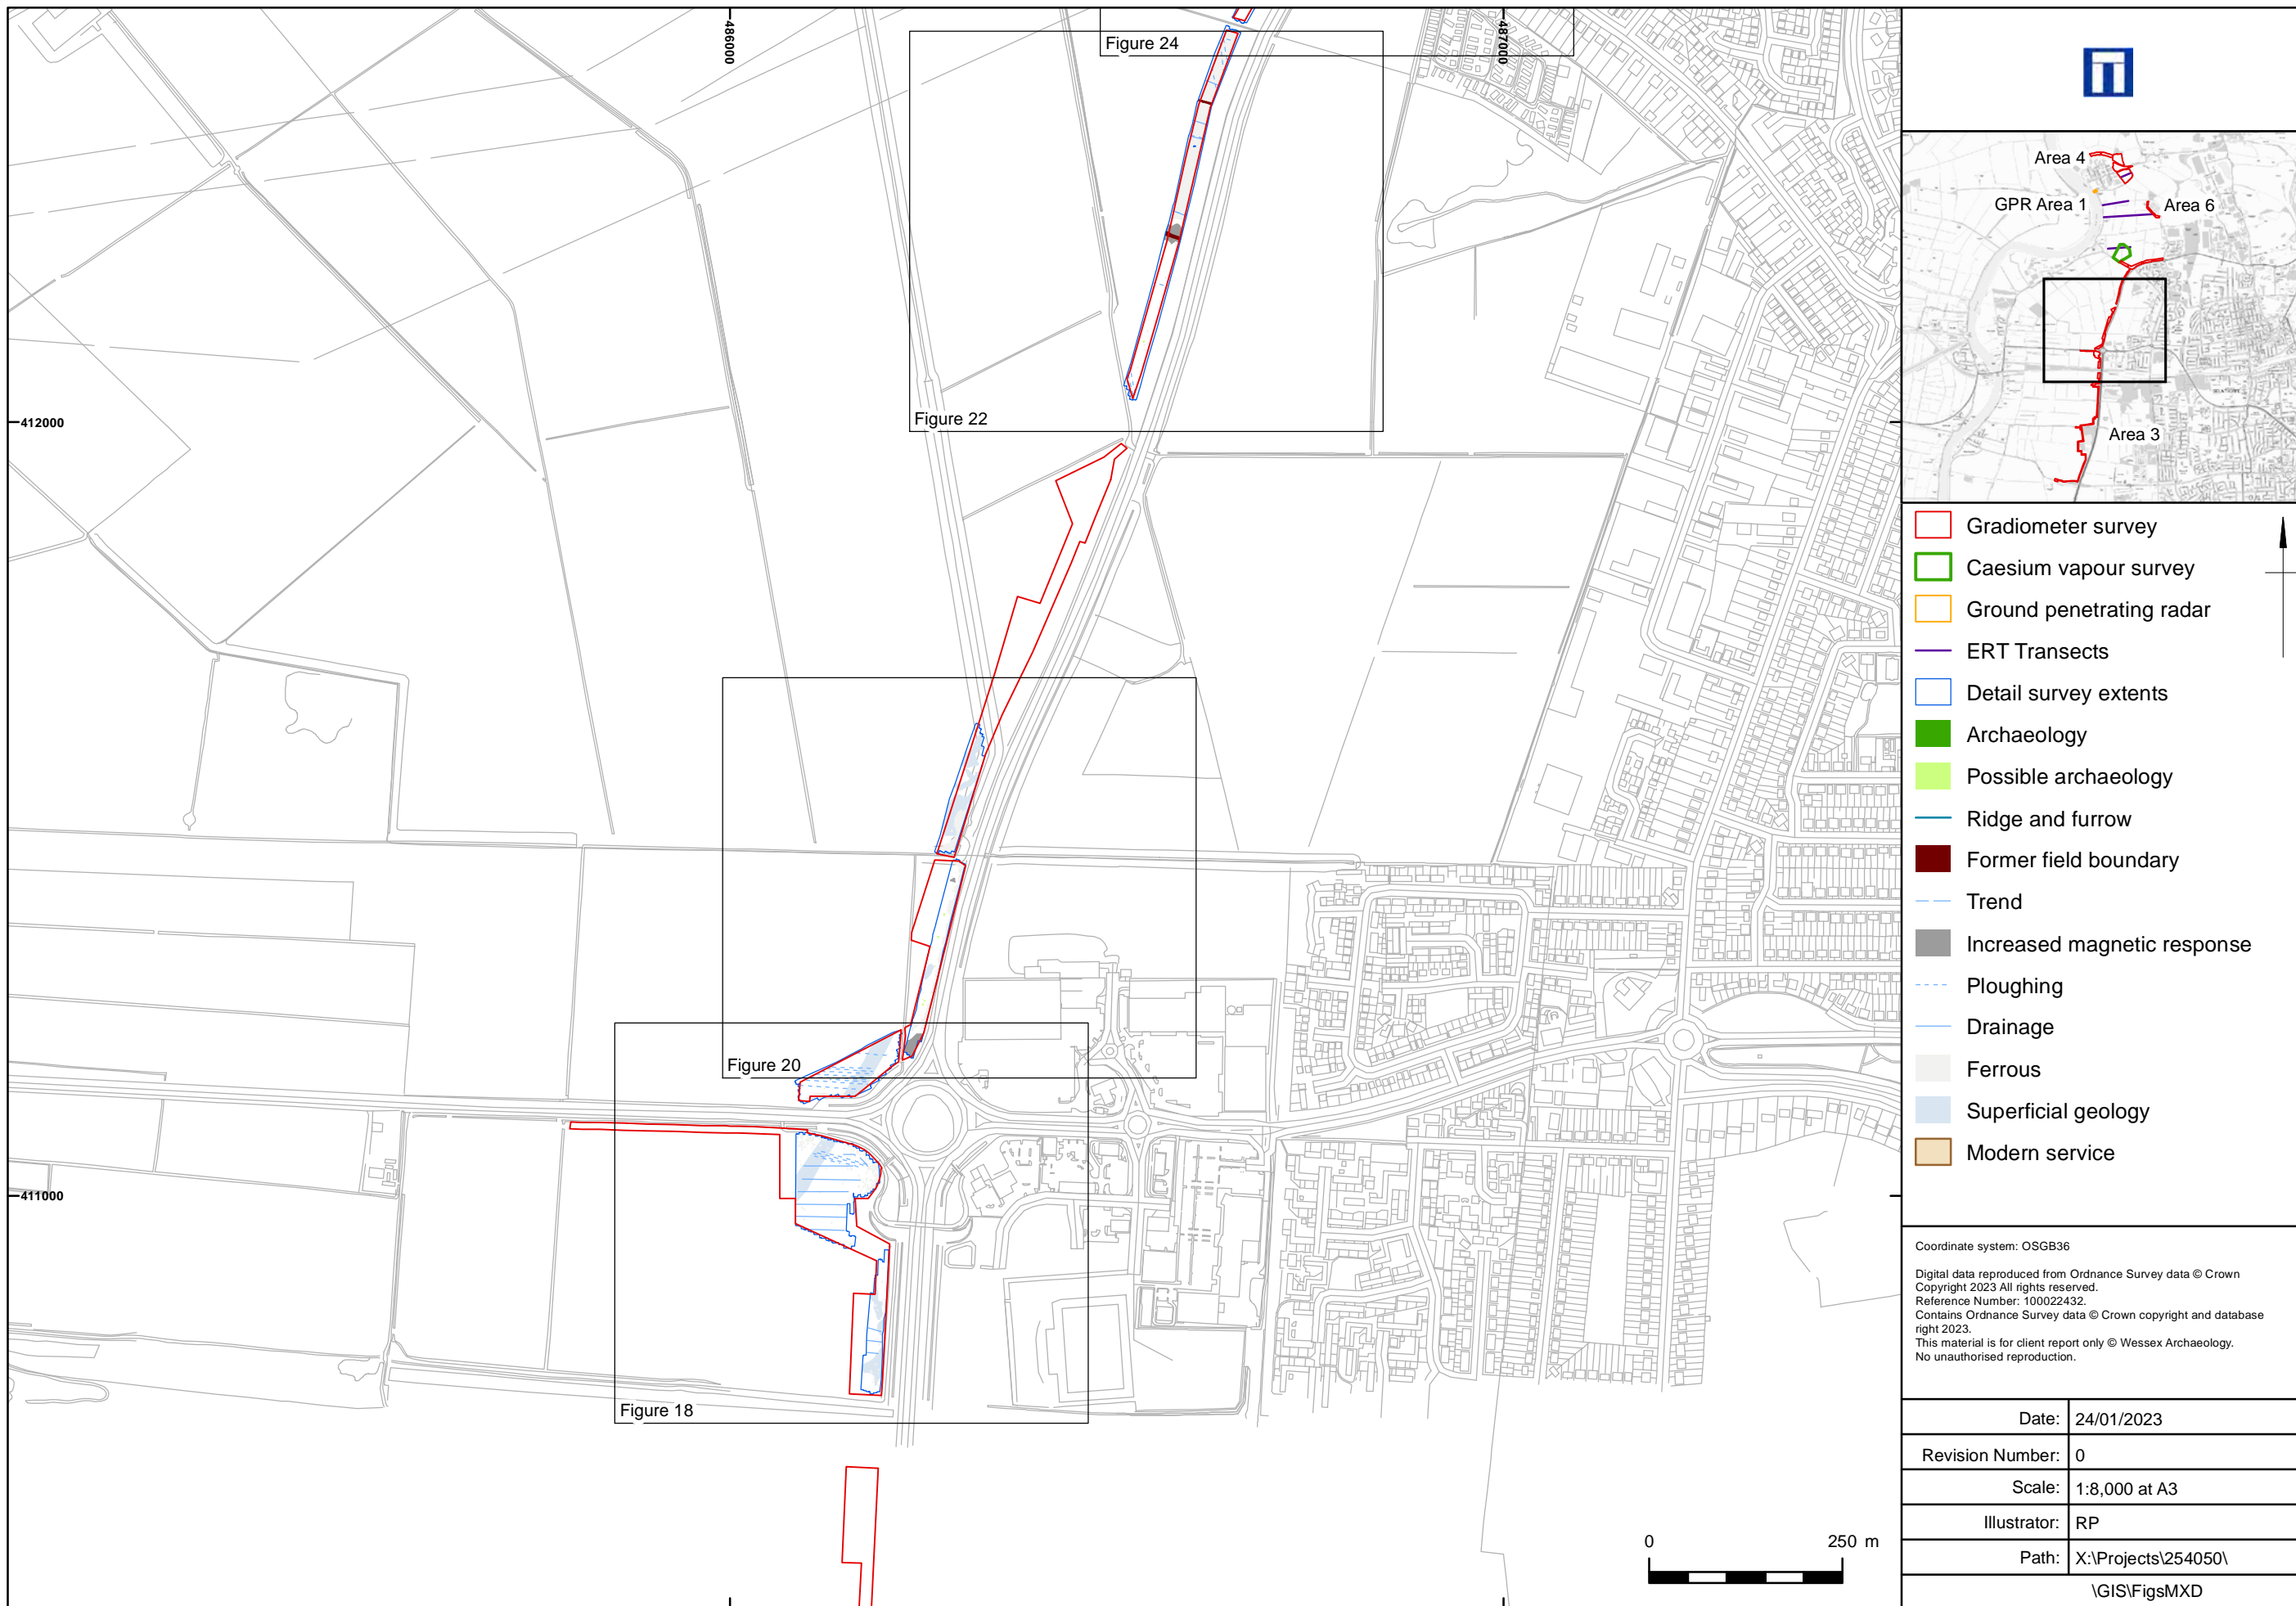 486000
487000
Figure 24
Figure 22
412000
Figure 20
411000
Figure 18
0 250 m
Area 4
GPR Area 1
Area 6
Area 3
Gradiometer survey
Caesium vapour survey
Ground penetrating radar
ERT Transects
Detail survey extents
Archaeology
Possible archaeology
Ridge and furrow
Former field boundary
Trend
Increased magnetic response
Ploughing
Drainage
Ferrous
Superficial geology
Modern service
Coordinate system: OSGB36
Digital data reproduced from Ordnance Survey data © Crown
Copyright 2023 All rights reserved.
Reference Number: 100022432.
Contains Ordnance Survey data © Crown copyright and database
right 2023.
This material is for client report only © Wessex Archaeology.
No unauthorised reproduction.
Date: 24/01/2023
Revision Number: 0
Scale: 1:8,000 at A3
Illustrator: RP
Path: X:\Projects\254050\
\GIS\FigsMXD